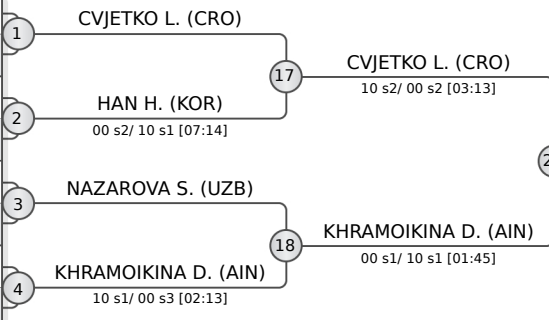 CVJETKO L. (CRO)
1
17
CVJETKO L. (CRO)
10 s2/ 00 s2 [03:13]
HAN H. (KOR)
2
00 s2/ 10 s1 [07:14]
NAZAROVA S. (UZB)
3
18
KHRAMOIKINA D. (AIN)
00 s1/ 10 s1 [01:45]
KHRAMOIKINA D. (AIN)
4
10 s1/ 00 s3 [02:13]